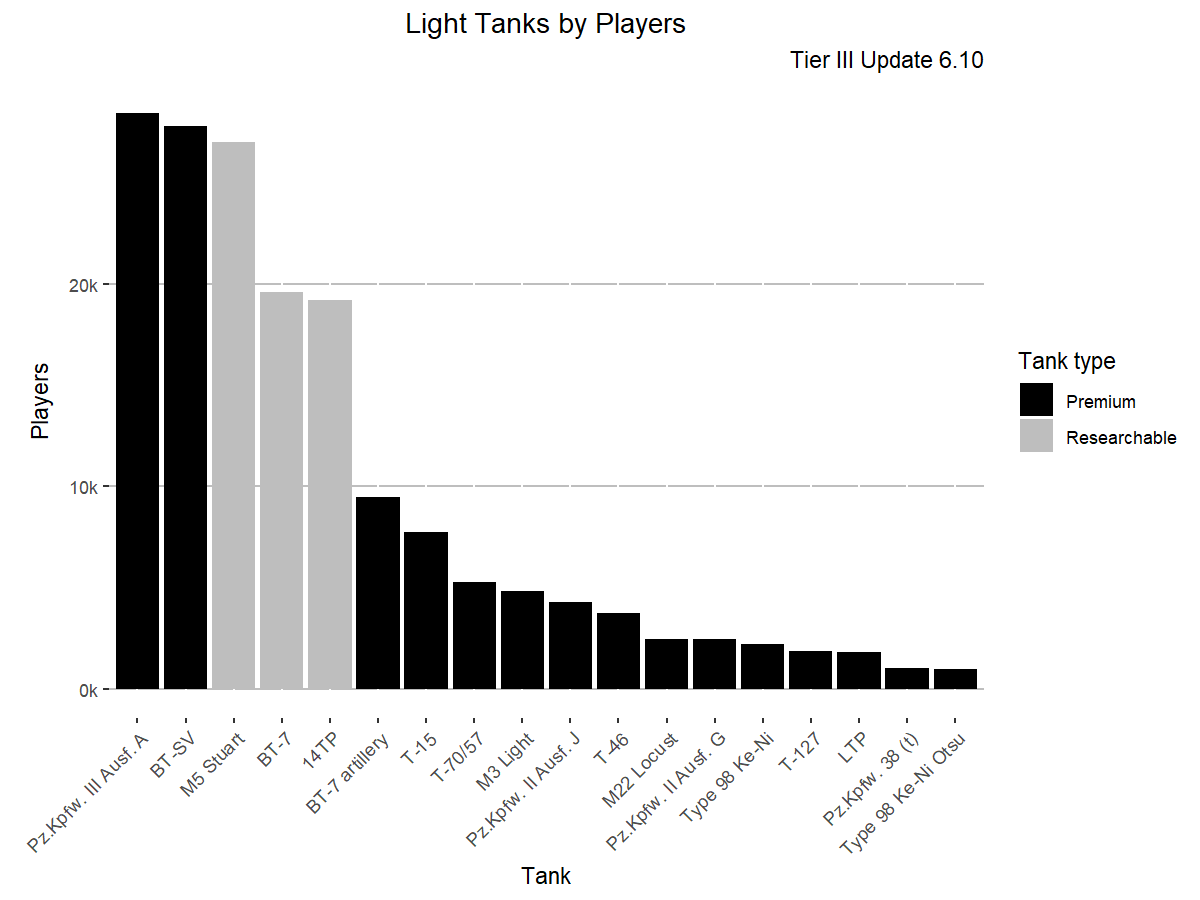 Light Tanks by Players
Tier III Update 6.10
20k
10k
0k
Players
Pz.Kpfw. III Ausf. A
BT-SV
M5 Stuart
BT-7
14TP
BT-7 artillery
T-15
T-70/57
M3 Light
Pz.Kpfw. II Ausf. J
T-46
M22 Locust
Pz.Kpfw. II Ausf. G
Type 98 Ke-Ni
T-127
LTP
Pz.Kpfw. 38 (t)
Type 98 Ke-Ni Otsu
Tank
Tank type
Premium
Researchable